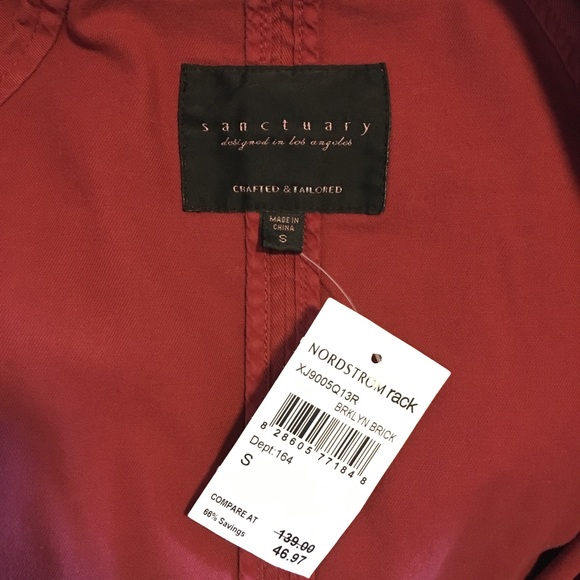 sanctuary
designed in los angeles
CRAFTED & TAILORED
MADE IN
CHINA
S
NORDSTROM rack
XJ9005Q13R
BRKLYN BRICK
8 28605 77184 8
Dept:164
S
COMPARE AT 139.00
66% Savings 46.97